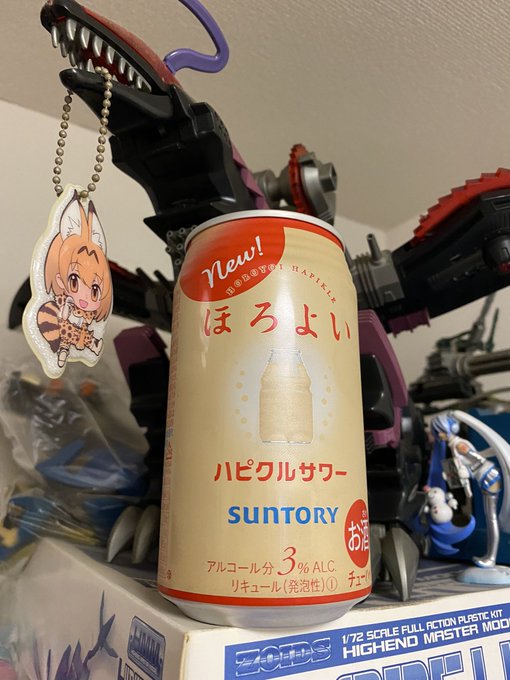 New!
HOROYOI HAPIKLE
ほろよい
ハピクルサワー
SUNTORY
お酒
アルコール分3%ALC.
リキュール(発泡性)①
ZOIDS
1/72 SCALE FULL ACTION PLASTIC KIT
HIGHEND MASTER MOD
HMM